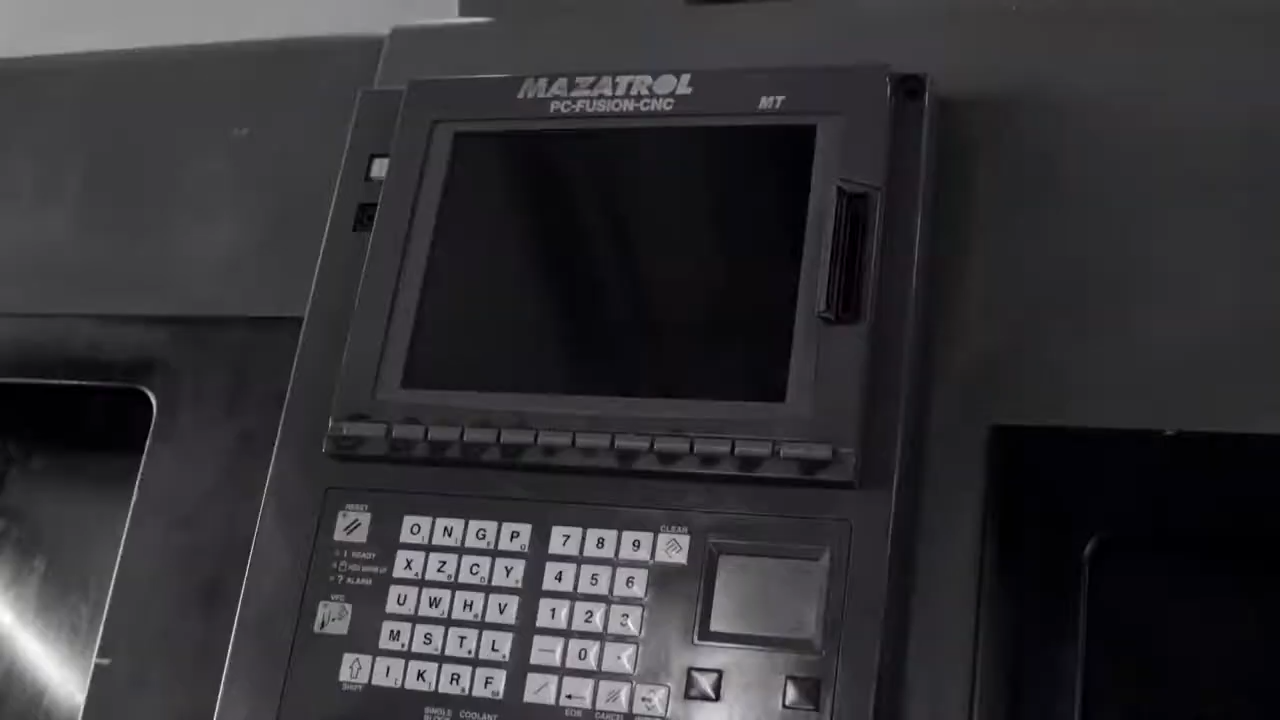 MAZATROL
PC-FUSION-CNC
MT
RESET
CLEAR
O N G P 7 8 9
READY
ALARM
X Z C Y 4 5 6
VFC
U W H V 1 2 3
M S T L — 0 .
I K R F
SHIFT
EOB CANCEL
SINGLE COOLANT
BLOCK